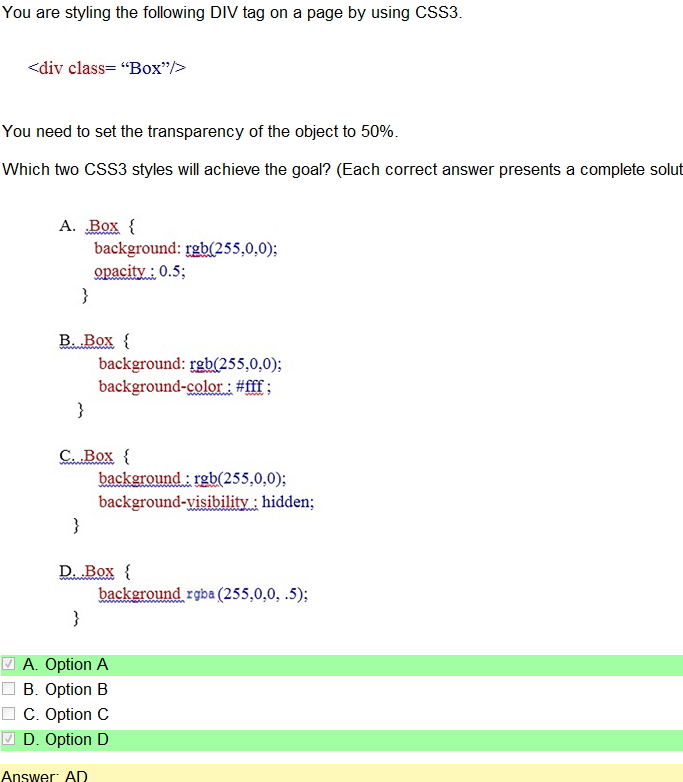 You are styling the following DIV tag on a page by using CSS3.
<div class= “Box”/>
You need to set the transparency of the object to 50%.
Which two CSS3 styles will achieve the goal? (Each correct answer presents a complete solut
A. .Box {
background: rgb(255,0,0);
opacity : 0.5;
}
B. .Box {
background: rgb(255,0,0);
background-color : #fff ;
}
C. .Box {
background : rgb(255,0,0);
background-visibility : hidden;
}
D. .Box {
background rgba (255,0,0, .5);
}
A. Option A
B. Option B
C. Option C
D. Option D
Answer: AD